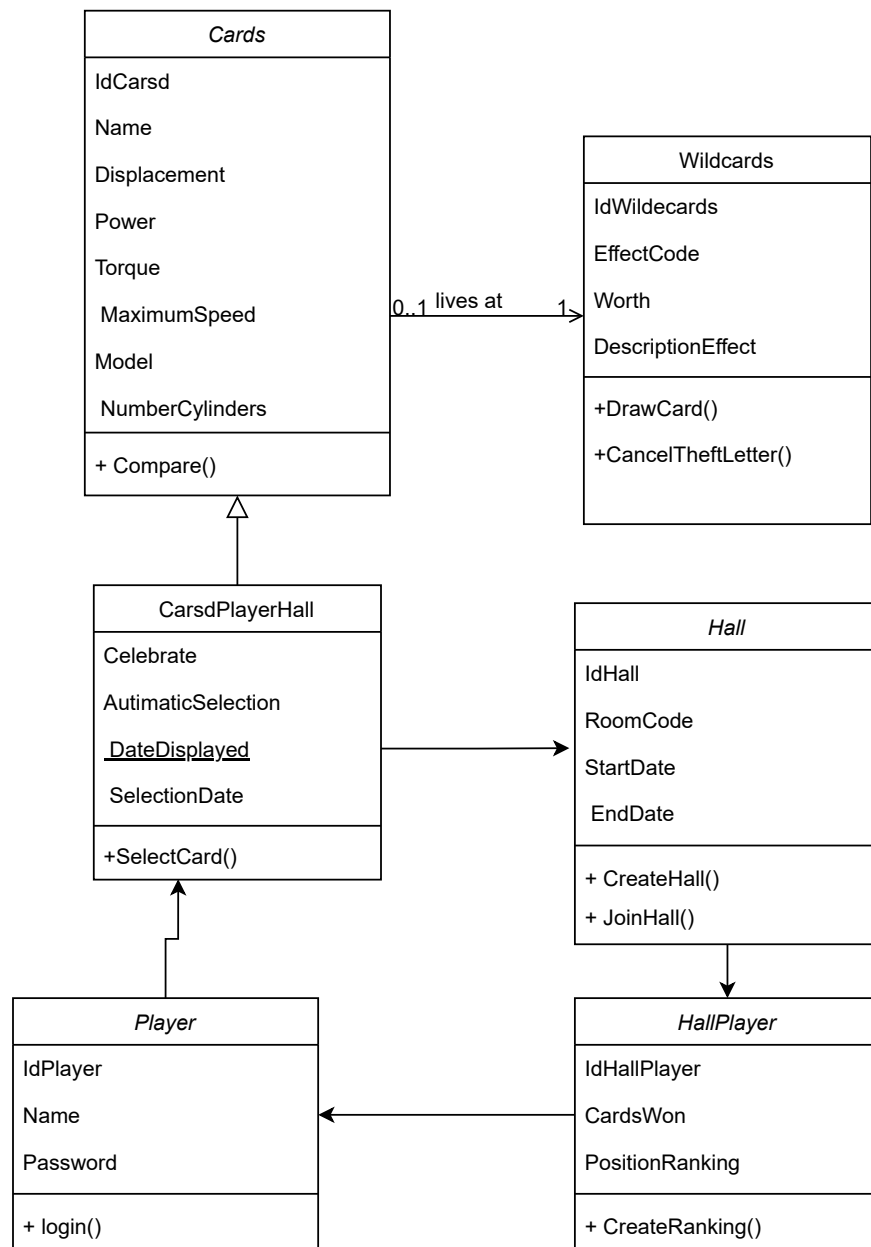 Cards
IdCarsd
Name
Displacement
Power
Torque
MaximumSpeed
Model
NumberCylinders
+ Compare()
0..1 lives at 1
Wildcards
IdWildecards
EffectCode
Worth
DescriptionEffect
+DrawCard()
+CancelTheftLetter()
CarsdPlayerHall
Celebrate
AutimaticSelection
DateDisplayed
SelectionDate
+SelectCard()
Hall
IdHall
RoomCode
StartDate
EndDate
+ CreateHall()
+ JoinHall()
Player
IdPlayer
Name
Password
+ login()
HallPlayer
IdHallPlayer
CardsWon
PositionRanking
+ CreateRanking()